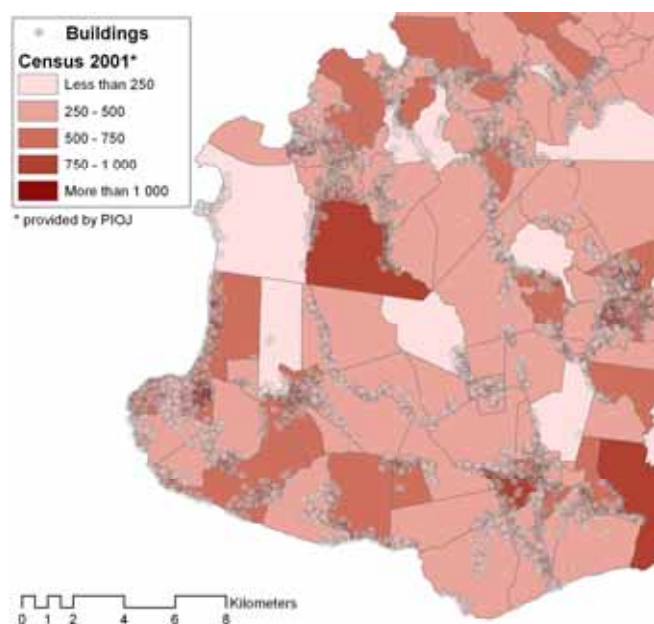 Buildings
Census 2001*
Less than 250
250 - 500
500 - 750
750 - 1 000
More than 1 000
* provided by PIOJ
Kilometers
0 1 2 4 6 8